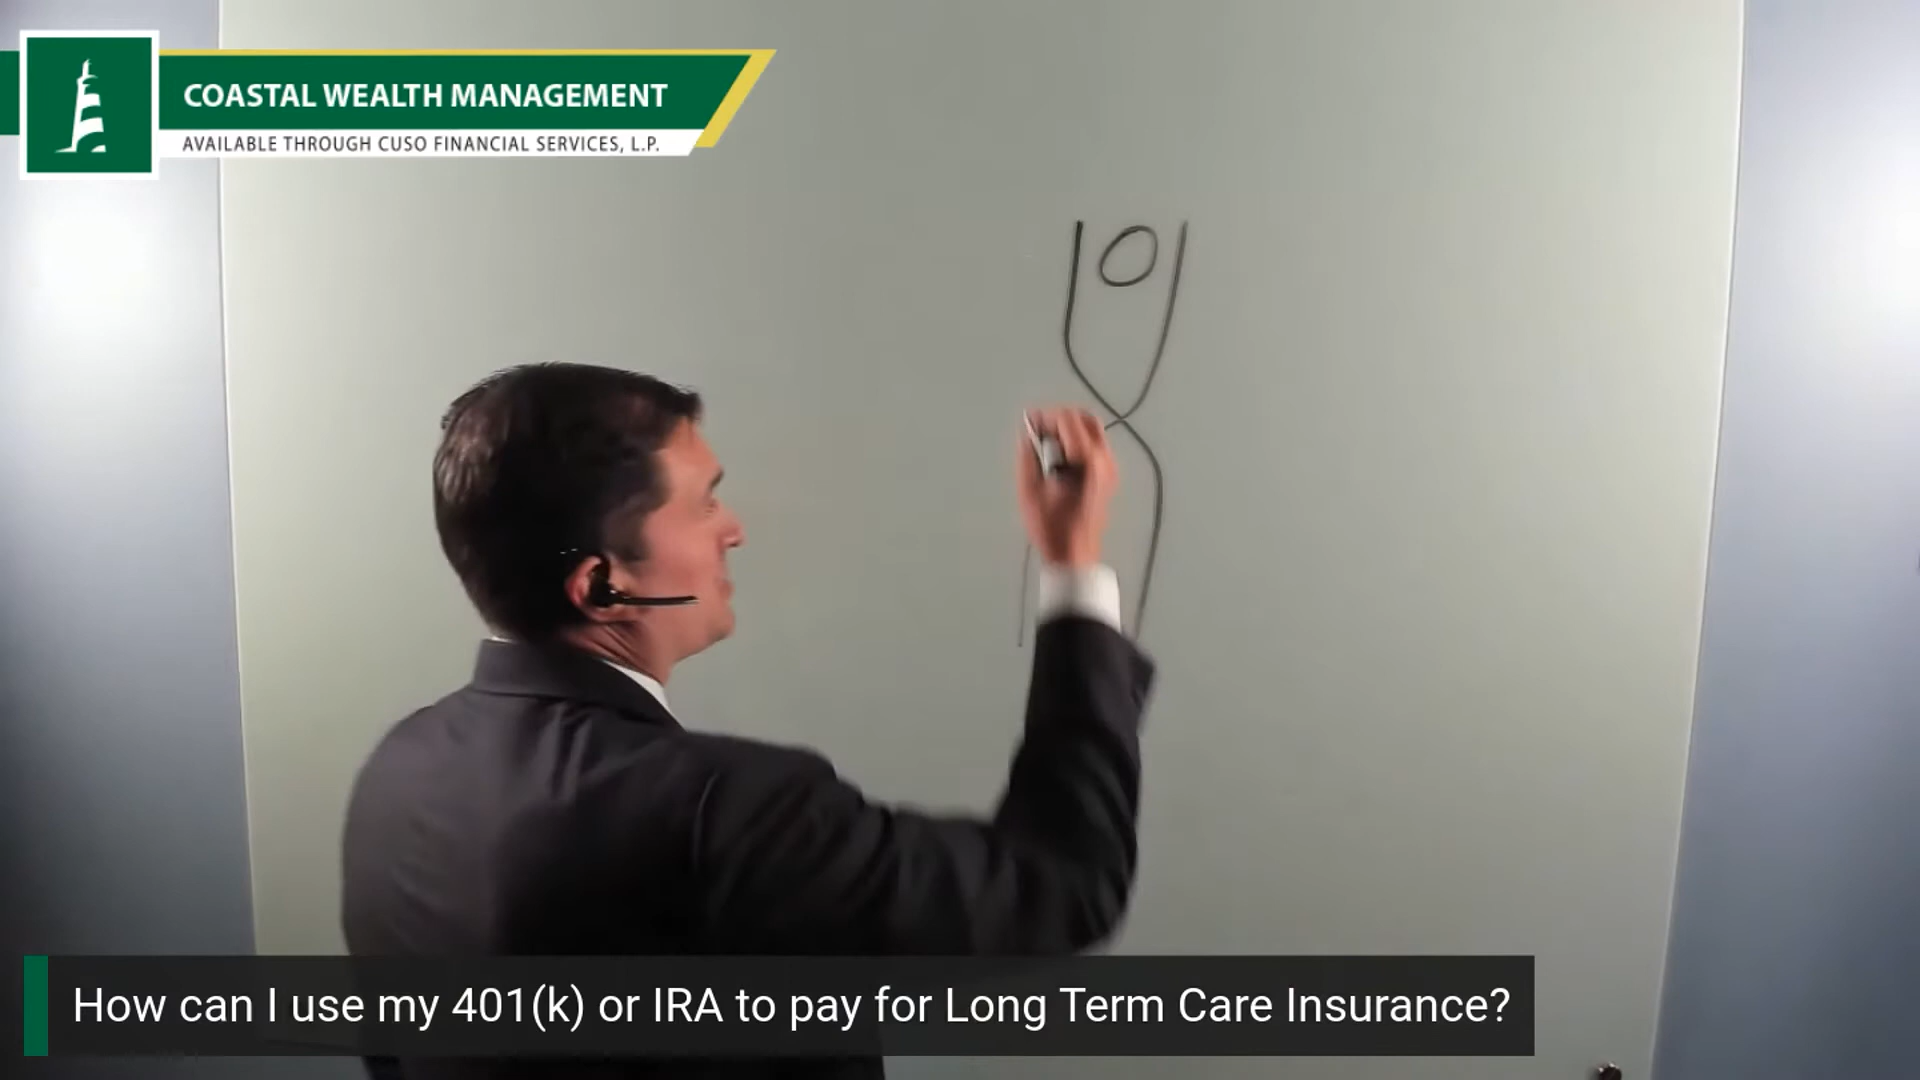 COASTAL WEALTH MANAGEMENT
AVAILABLE THROUGH CUSO FINANCIAL SERVICES, L.P.
How can I use my 401(k) or IRA to pay for Long Term Care Insurance?